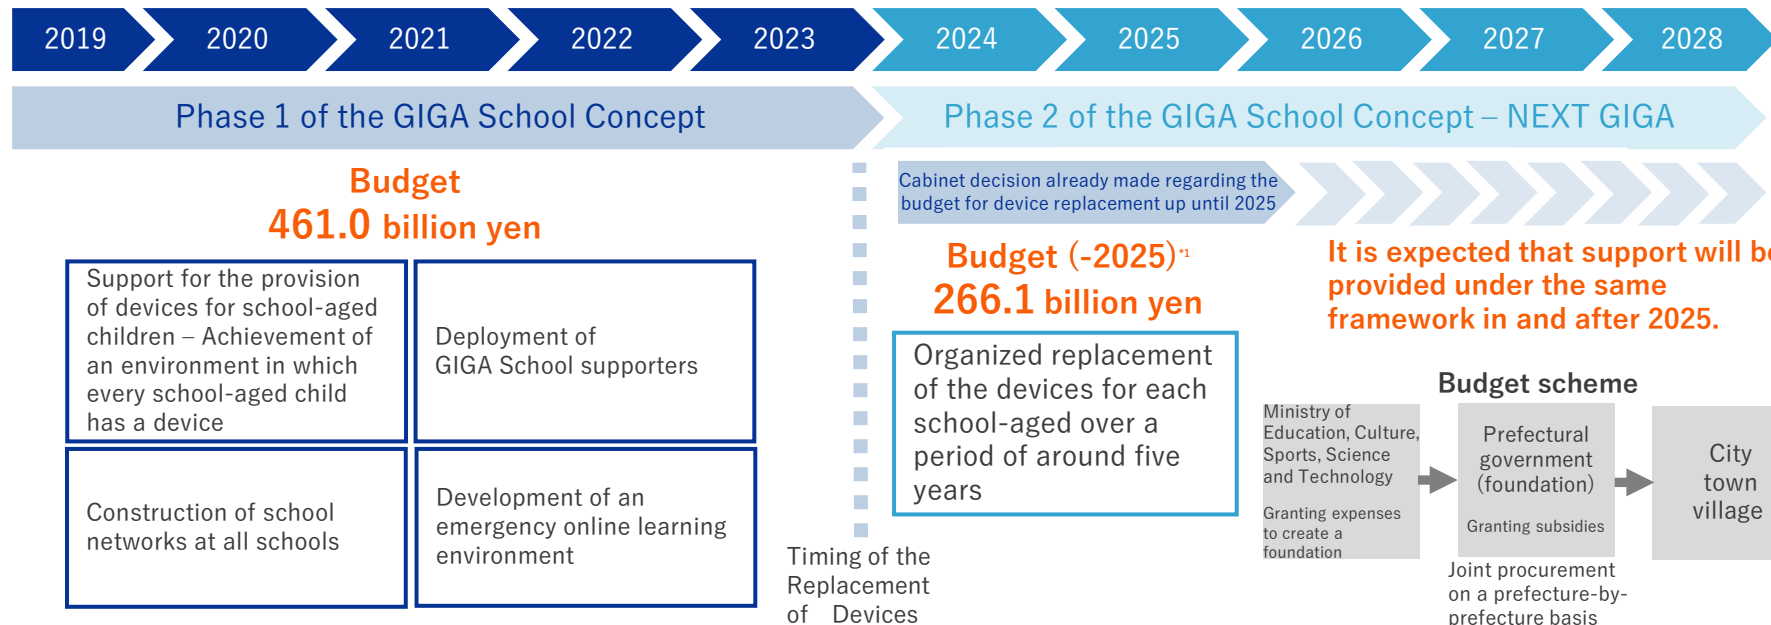 2019 2020 2021 2022 2023 2024 2025 2026 2027 2028
Phase 1 of the GIGA School Concept
Phase 2 of the GIGA School Concept – NEXT GIGA
Budget
461.0 billion yen
Support for the provision
of devices for school-aged
children – Achievement of
an environment in which
every school-aged child
has a device
Deployment of
GIGA School supporters
Construction of school
networks at all schools
Development of an
emergency online learning
environment
Timing of the
Replacement
of Devices
Cabinet decision already made regarding the
budget for device replacement up until 2025
Budget (-2025)*1
266.1 billion yen
Organized replacement
of the devices for each
school-aged over a
period of around five
years
It is expected that support will be
provided under the same
framework in and after 2025.
Budget scheme
Ministry of
Education, Culture,
Sports, Science
and Technology
Granting expenses
to create a
foundation
Prefectural
government
(foundation)
Granting subsidies
City
town
village
Joint procurement
on a prefecture-by-
prefecture basis